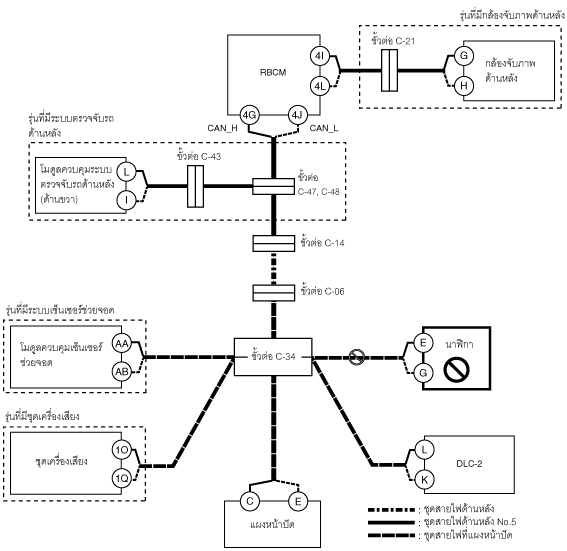 รุ่นที่มีกล้องจับภาพด้านหลัง
ขั้วต่อ C-21
4I
G
RBCM
กล้องจับภาพ
ด้านหลัง
4L
H
4G
4J
รุ่นที่มีระบบตรวจจับรถ
ด้านหลัง
CAN_H
CAN_L
ขั้วต่อ C-43
โมดูลควบคุมระบบ
ตรวจจับรถด้านหลัง
(ด้านขวา)
L
I
ขั้วต่อ
C-47, C-48
ขั้วต่อ C-14
ขั้วต่อ C-06
รุ่นที่มีระบบเซ็นเซอร์ช่วยจอด
โมดูลควบคุมเซ็นเซอร์
ช่วยจอด
AA
AB
ขั้วต่อ C-34
E
นาฬิกา
G
รุ่นที่มีชุดเครื่องเสียง
ชุดเครื่องเสียง
1O
1Q
L
DLC-2
K
C
E
แผงหน้าปัด
: ชุดสายไฟด้านหลัง
: ชุดสายไฟด้านหลัง No.5
: ชุดสายไฟที่แผงหน้าปัด